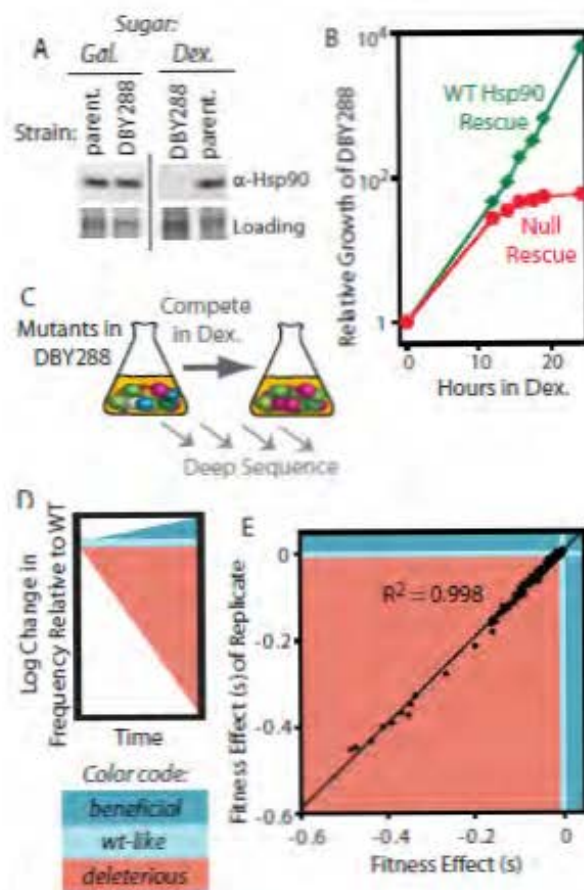 A
Sugar:
Gal. Dex.
Strain:
parent.
DBY288
DBY288
parent.
α-Hsp90
Loading
B
Relative Growth of DBY288
10⁴
10²
1
WT Hsp90
Rescue
Null
Rescue
0 10 20
Hours in Dex.
C
Mutants in
DBY288
Compete
in Dex.
Deep Sequence
D
Log Change in
Frequency Relative to WT
Time
Color code:
beneficial
wt-like
deleterious
E
Fitness Effect (s) of Replicate
0
-0.2
-0.4
-0.6
R² = 0.998
-0.6 -0.4 -0.2 0
Fitness Effect (s)